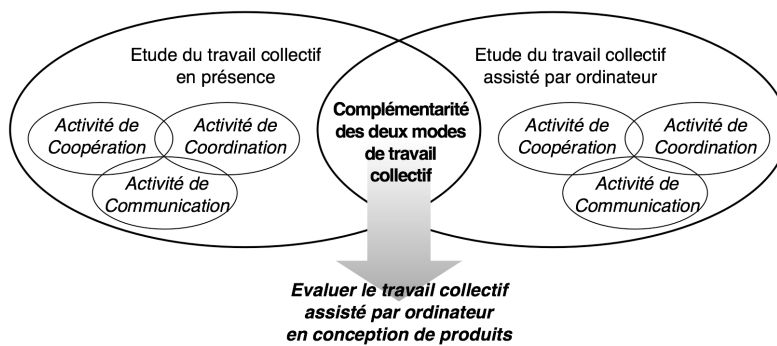 Etude du travail collectif
en présence
Etude du travail collectif
assisté par ordinateur
Complémentarité
des deux modes
de travail
collectif
Activité de
Coopération
Activité de
Coordination
Activité de
Communication
Activité de
Coopération
Activité de
Coordination
Activité de
Communication
Evaluer le travail collectif
assisté par ordinateur
en conception de produits